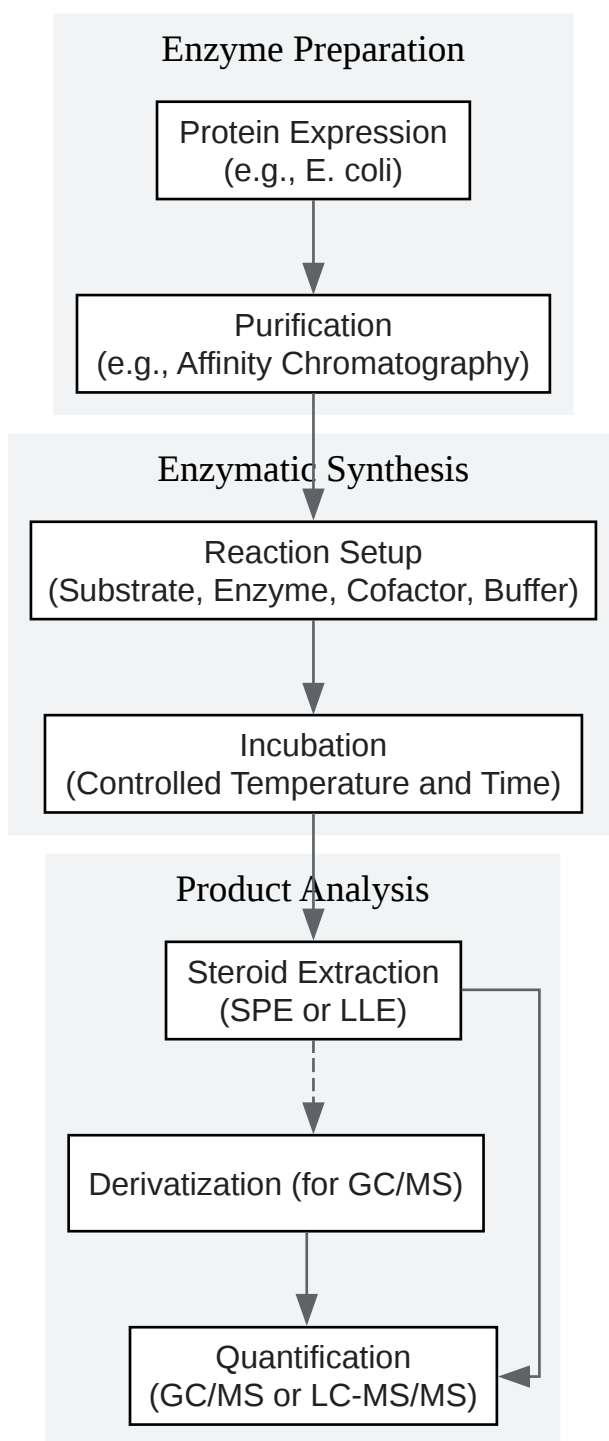 Enzyme Preparation
Protein Expression
(e.g., E. coli)
Purification
(e.g., Affinity Chromatography)
Enzymatic Synthesis
Reaction Setup
(Substrate, Enzyme, Cofactor, Buffer)
Incubation
(Controlled Temperature and Time)
Product Analysis
Steroid Extraction
(SPE or LLE)
Derivatization (for GC/MS)
Quantification
(GC/MS or LC-MS/MS)